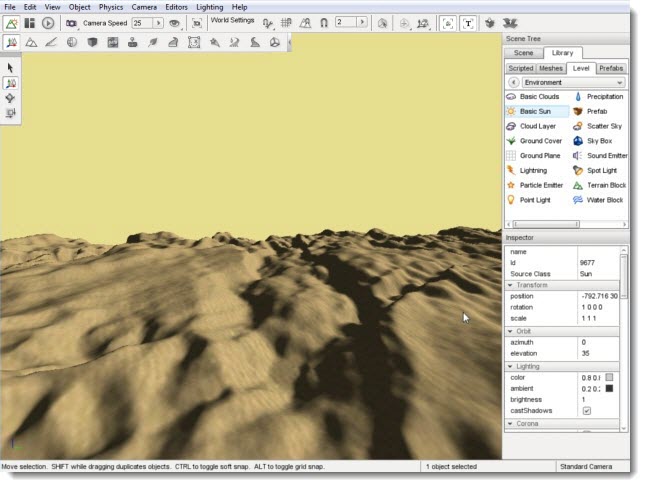 File Edit View Object Physics Camera Editors Lighting Help
Camera Speed 25 World Settings 2
Scene Tree
Scene Library
Scripted Meshes Level Prefabs
Environment
Basic Clouds Precipitation
Basic Sun Prefab
Cloud Layer Scatter Sky
Ground Cover Sky Box
Ground Plane Sound Emitter
Lightning Spot Light
Particle Emitter Terrain Block
Point Light Water Block
Inspector
name
Id 9677
Source Class Sun
Transform
position -792.716 30
rotation 1 0 0 0
scale 1 1 1
Orbit
azimuth 0
elevation 35
Lighting
color 0.8 0.
ambient 0.2 0.
brightness 1
castShadows
Corona
Move selection. SHIFT while dragging duplicates objects. CTRL to toggle soft snap. ALT to toggle grid snap. 1 object selected Standard Camera